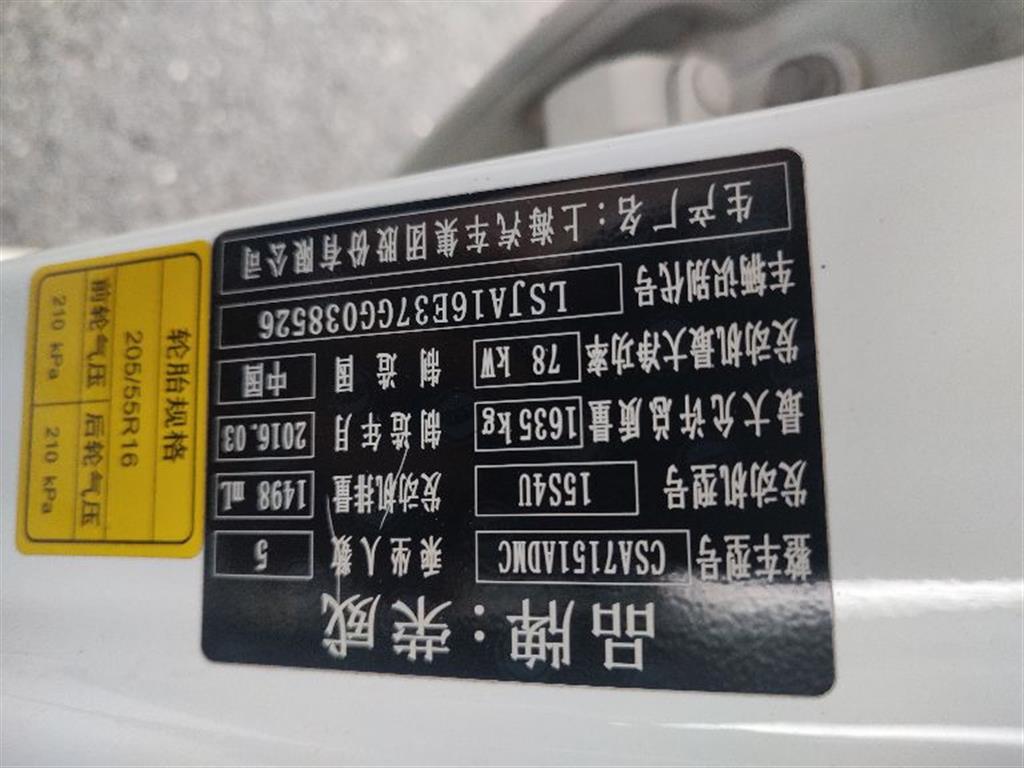 品牌：荣威
整车型号 CSA7151ADMC 乘坐人数 5
发动机型号 15S4U 发动机排量 1498 mL
最大允许总质量 1635kg 制造年月 2016.03
发动机最大净功率 78 kW 制造国 中国
车辆识别代号 LSJA16E37GG038526
生产厂名：上海汽车集团股份有限公司
轮胎规格
205/55R16
前轮气压 后轮气压
210 kPa 210 kPa